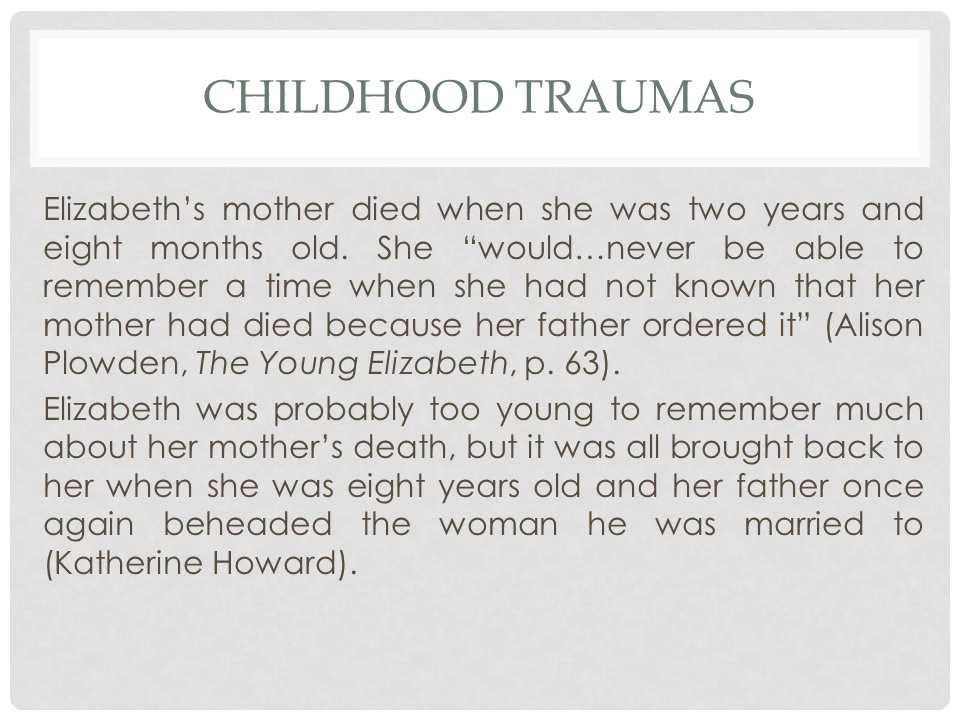 CHILDHOOD TRAUMAS
Elizabeth’s mother died when she was two years and
eight months old. She “would…never be able to
remember a time when she had not known that her
mother had died because her father ordered it” (Alison
Plowden, The Young Elizabeth, p. 63).
Elizabeth was probably too young to remember much
about her mother’s death, but it was all brought back to
her when she was eight years old and her father once
again beheaded the woman he was married to
(Katherine Howard).